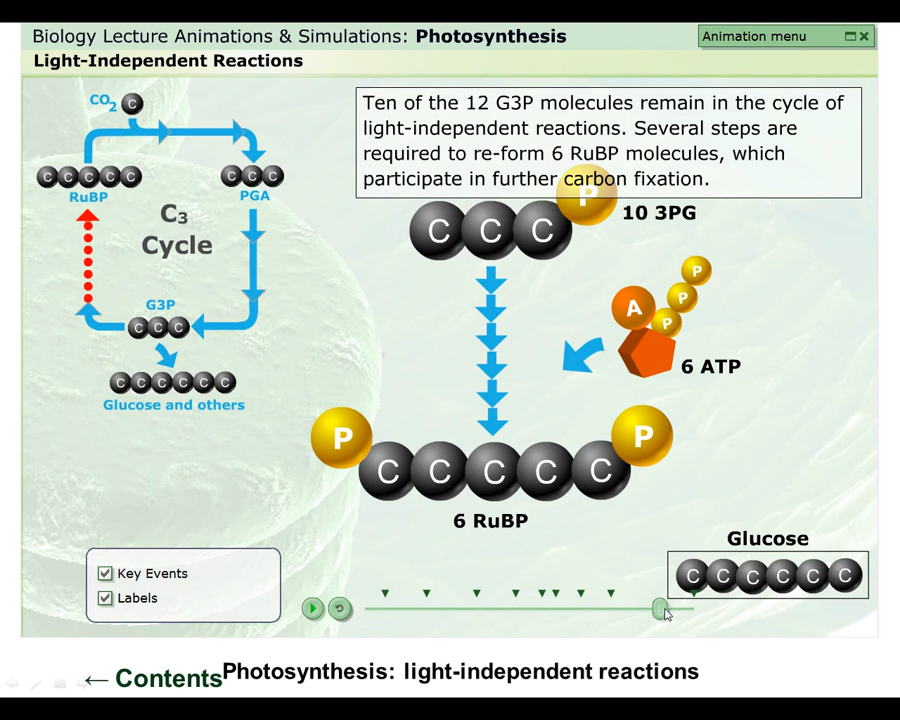 Biology Lecture Animations & Simulations: Photosynthesis
Animation menu
Light-Independent Reactions
CO2
C
C C C C C
RuBP
C C C
PGA
C3
Cycle
G3P
C C C
C C C C C C
Glucose and others
Ten of the 12 G3P molecules remain in the cycle of
light-independent reactions. Several steps are
required to re-form 6 RuBP molecules, which
participate in further carbon fixation.
P
C C C
10 3PG
A P P P
6 ATP
P P
C C C C C
6 RuBP
Glucose
C C C C C C
Key Events
Labels
← Contents
Photosynthesis: light-independent reactions